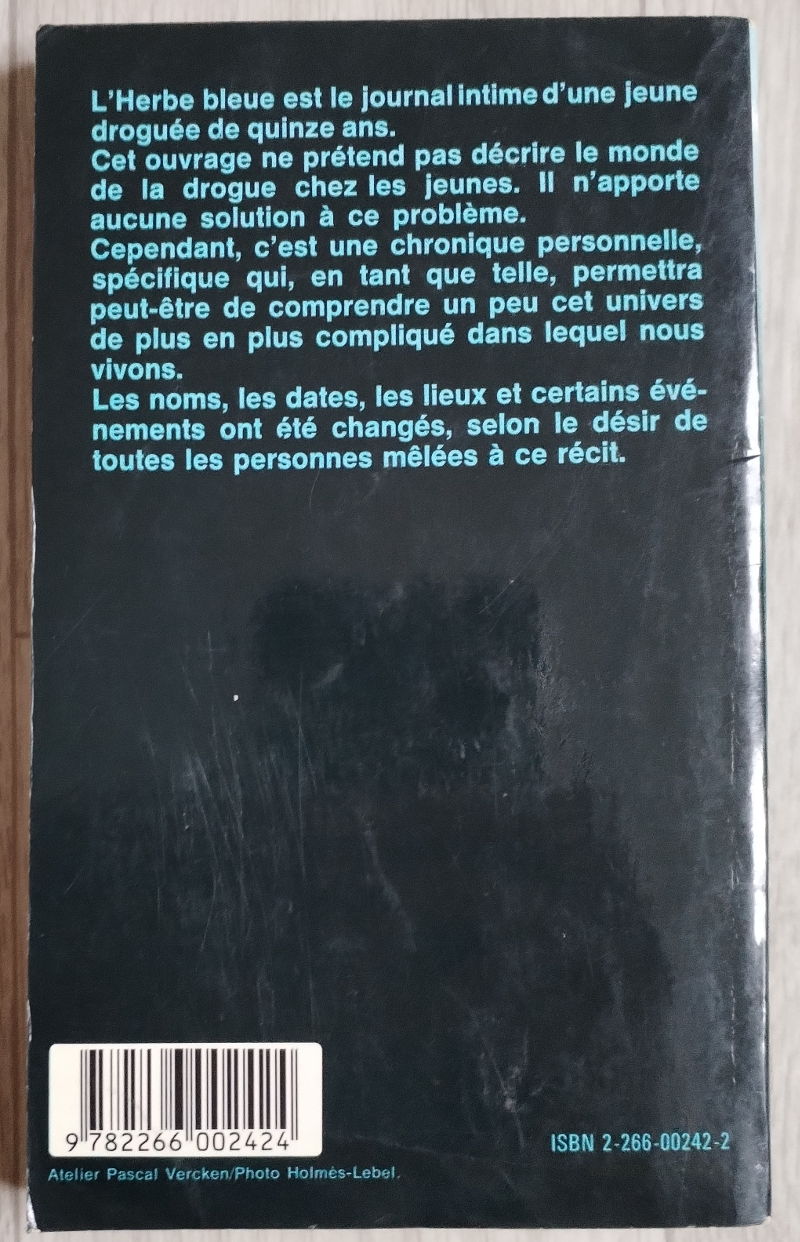 L'Herbe bleue est le journal intime d'une jeune
droguée de quinze ans.
Cet ouvrage ne prétend pas décrire le monde
de la drogue chez les jeunes. Il n'apporte
aucune solution à ce problème.
Cependant, c'est une chronique personnelle,
spécifique qui, en tant que telle, permettra
peut-être de comprendre un peu cet univers
de plus en plus compliqué dans lequel nous
vivons.
Les noms, les dates, les lieux et certains évé-
nements ont été changés, selon le désir de
toutes les personnes mêlées à ce récit.
9 782266 002424
ISBN 2-266-00242-2
Atelier Pascal Vercken/Photo Holmès-Lebel.